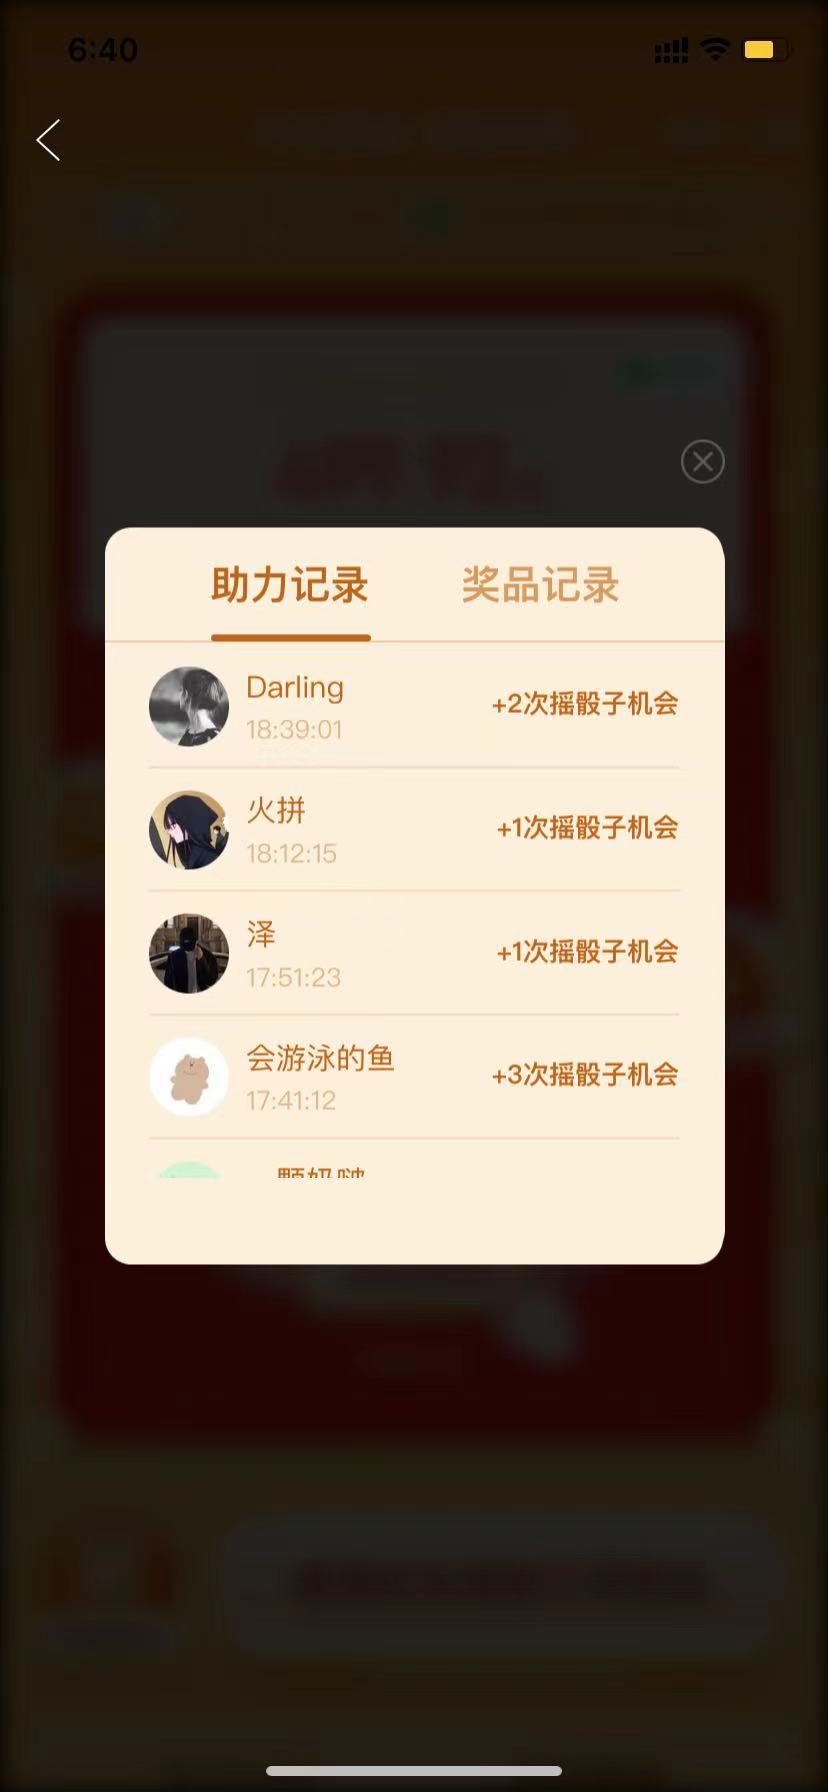 6:40
助力记录
奖品记录
Darling
18:39:01
+2次摇骰子机会
火拼
18:12:15
+1次摇骰子机会
泽
17:51:23
+1次摇骰子机会
会游泳的鱼
17:41:12
+3次摇骰子机会